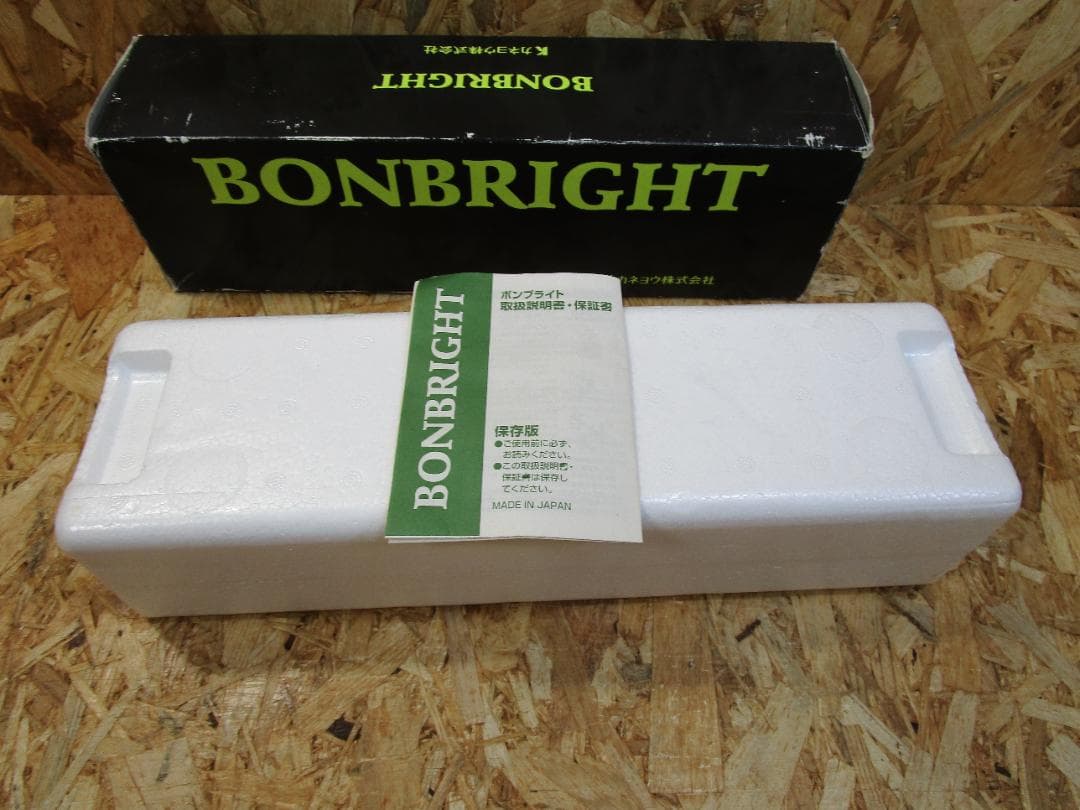 Kカネヨウ株式会社
BONBRIGHT
BONBRIGHT
カネヨウ株式会社
BONBRIGHT
ボンブライト
取扱説明書・保証書
保存版
●ご使用前に必ず、
お読みください。
●この取扱説明書・
保証書は保存し
てください。
MADE IN JAPAN